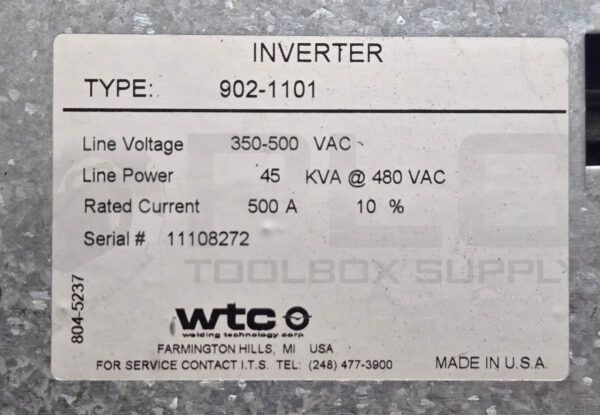 INVERTER
TYPE: 902-1101
Line Voltage 350-500 VAC
Line Power 45 KVA @ 480 VAC
Rated Current 500 A 10 %
Serial # 11108272
804-5237
PLC
TOOLBOX SUPPLY
wtc
welding technology corp
FARMINGTON HILLS, MI USA
FOR SERVICE CONTACT I.T.S. TEL: (248) 477-3900
MADE IN U.S.A.